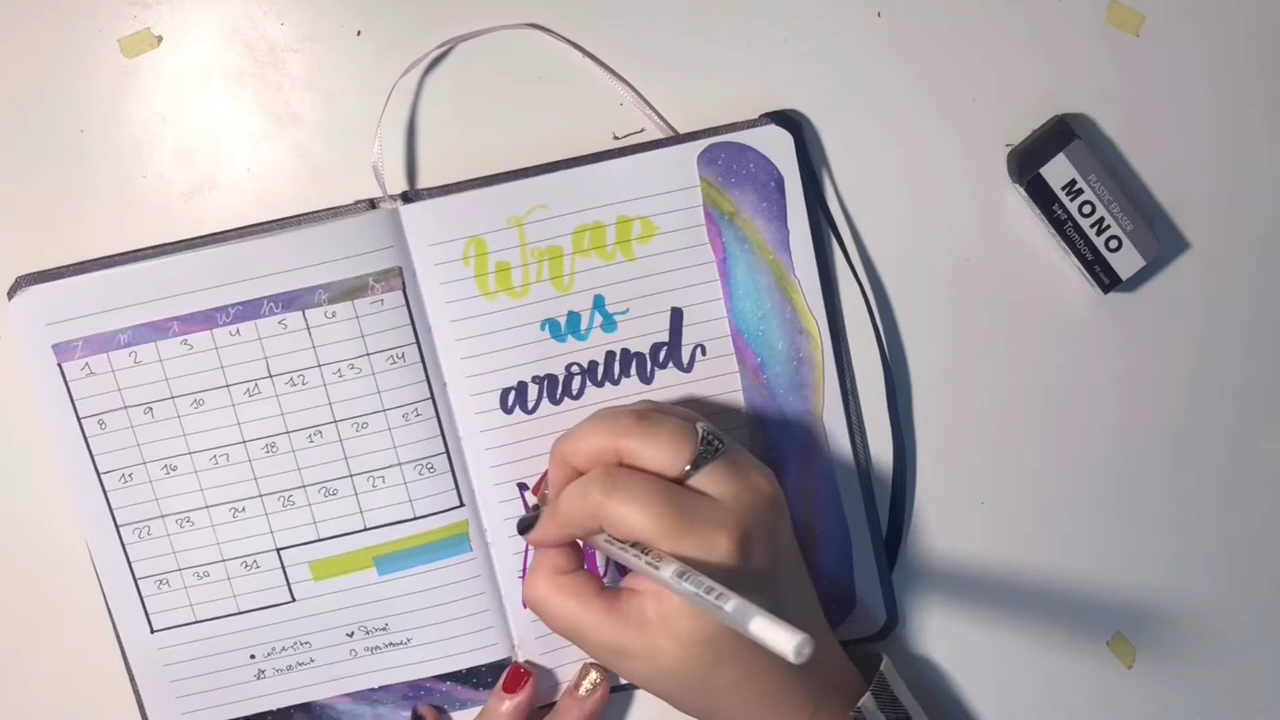 m t w h f s
1 2 3 4 5 6 7
8 9 10 11 12 13 14
15 16 17 18 19 20 21
22 23 24 25 26 27 28
29 30 31
university
important
appointment
Wrap
us
around
PLASTIC ERASER
MONO
Tombow